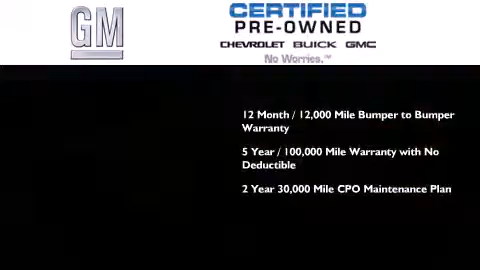 GM
CERTIFIED
PRE-OWNED
CHEVROLET BUICK GMC
No Worries.™
12 Month / 12,000 Mile Bumper to Bumper
Warranty
5 Year / 100,000 Mile Warranty with No
Deductible
2 Year 30,000 Mile CPO Maintenance Plan